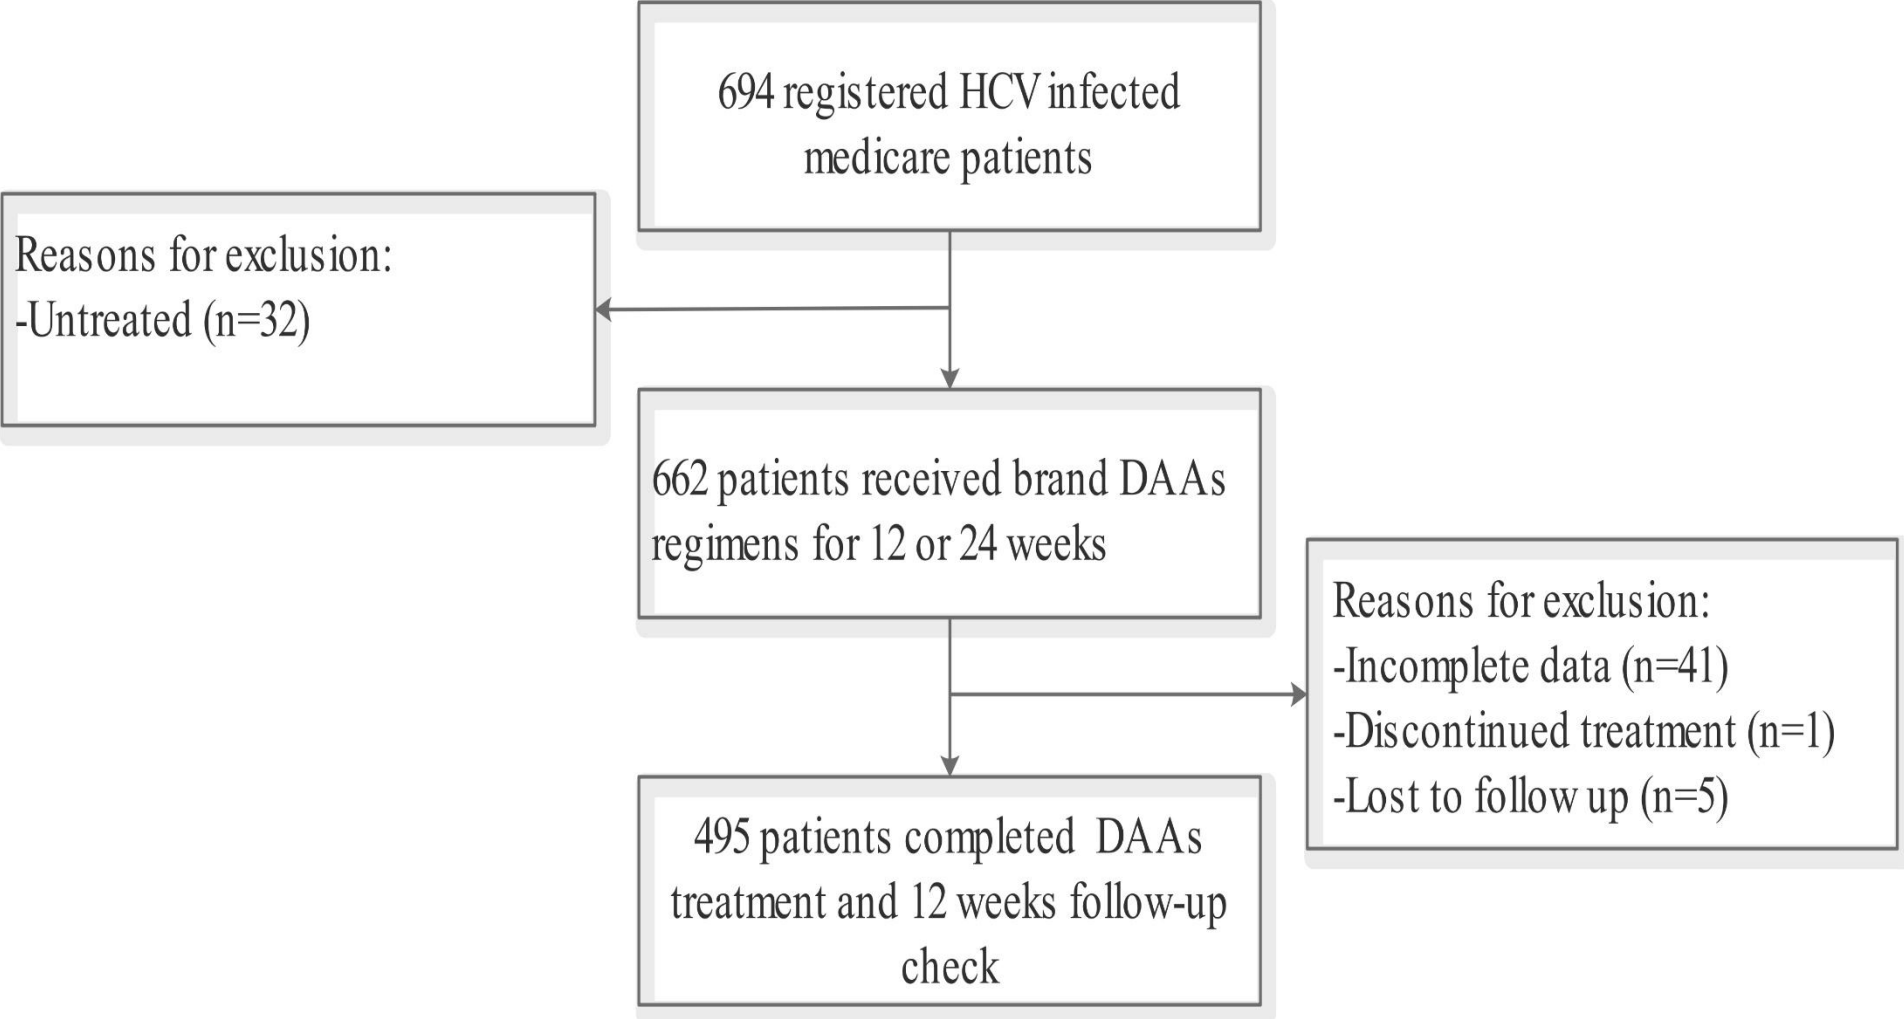 694 registered HCV infected
medicare patients
Reasons for exclusion:
-Untreated (n=32)
662 patients received brand DAAs
regimens for 12 or 24 weeks
Reasons for exclusion:
-Incomplete data (n=41)
-Discontinued treatment (n=1)
-Lost to follow up (n=5)
495 patients completed DAAs
treatment and 12 weeks follow-up
check